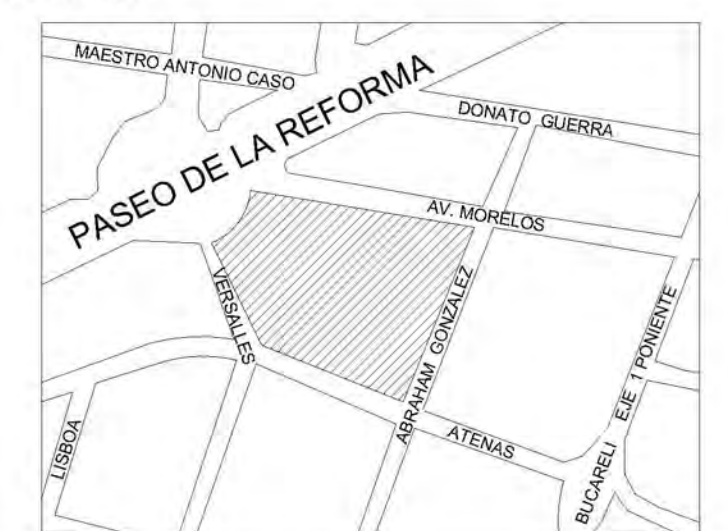 MAESTRO ANTONIO CASO
PASEO DE LA REFORMA
DONATO GUERRA
AV. MORELOS
VERSALLES
ABRAHAM GONZALEZ
EJE 1 PONIENTE
ATENAS
LISBOA
BUCARELI